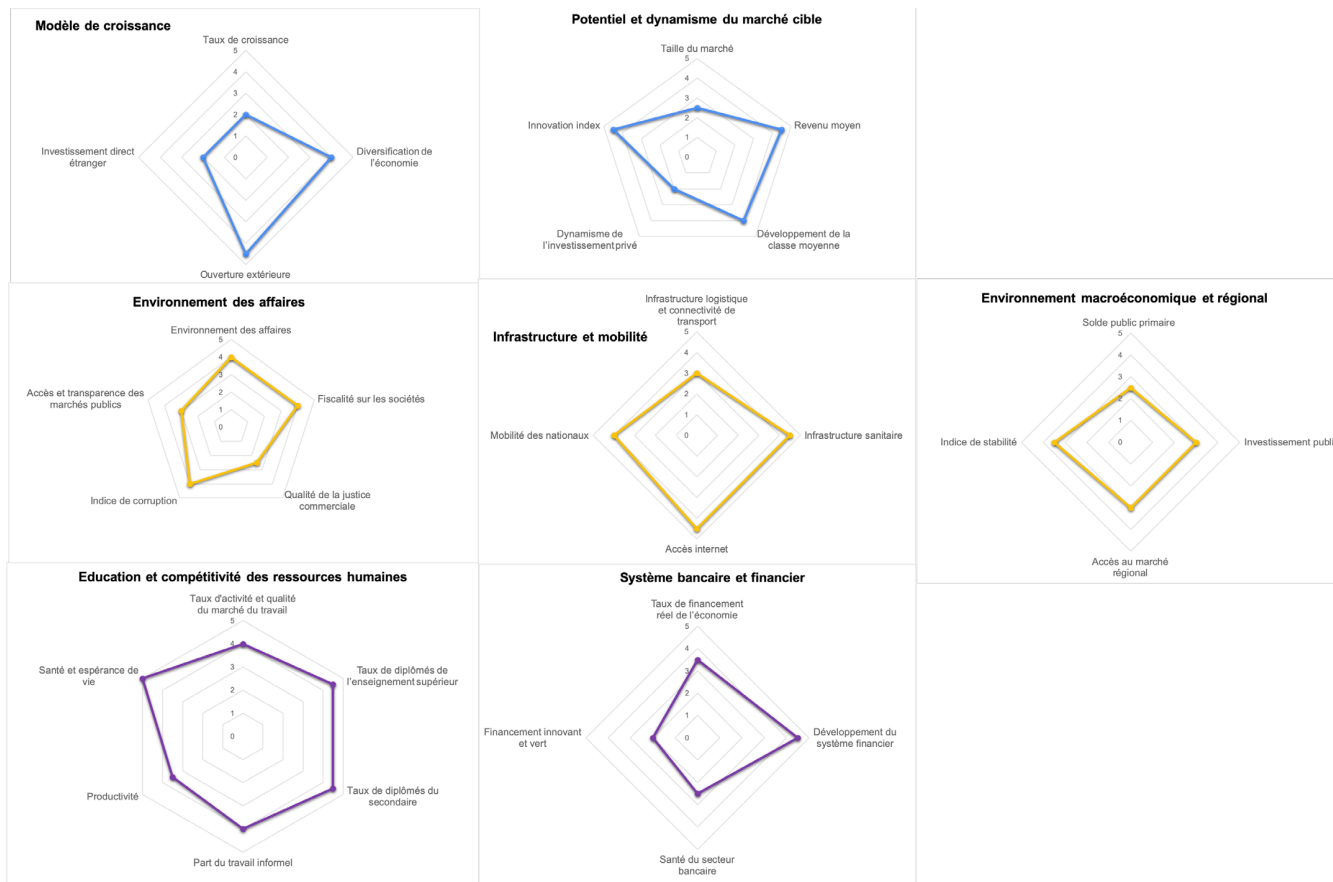 Modèle de croissance
Taux de croissance
5
4
3
2
1
0
Investissement direct
étranger
Diversification de
l'économie
Ouverture extérieure
Potentiel et dynamisme du marché cible
Taille du marché
5
4
3
2
1
0
Innovation index
Revenu moyen
Dynamisme de
l'investissement privé
Développement de la
classe moyenne
Environnement des affaires
Environnement des affaires
5
4
3
2
1
0
Accès et transparence des
marchés publics
Fiscalité sur les sociétés
Indice de corruption
Qualité de la justice
commerciale
Infrastructure et mobilité
Infrastructure logistique
et connectivité de
transport
5
4
3
2
1
0
Mobilité des nationaux
Infrastructure sanitaire
Accès internet
Environnement macroéconomique et régional
Solde public primaire
5
4
3
2
1
0
Indice de stabilité
Investissement publi
Accès au marché
régional
Education et compétitivité des ressources humaines
Taux d'activité et qualité
du marché du travail
5
4
3
2
1
0
Santé et espérance de
vie
Taux de diplômés de
l'enseignement supérieur
Productivité
Taux de diplômés du
secondaire
Part du travail informel
Système bancaire et financier
Taux de financement
réel de l'économie
5
4
3
2
1
0
Financement innovant
et vert
Développement du
système financier
Santé du secteur
bancaire